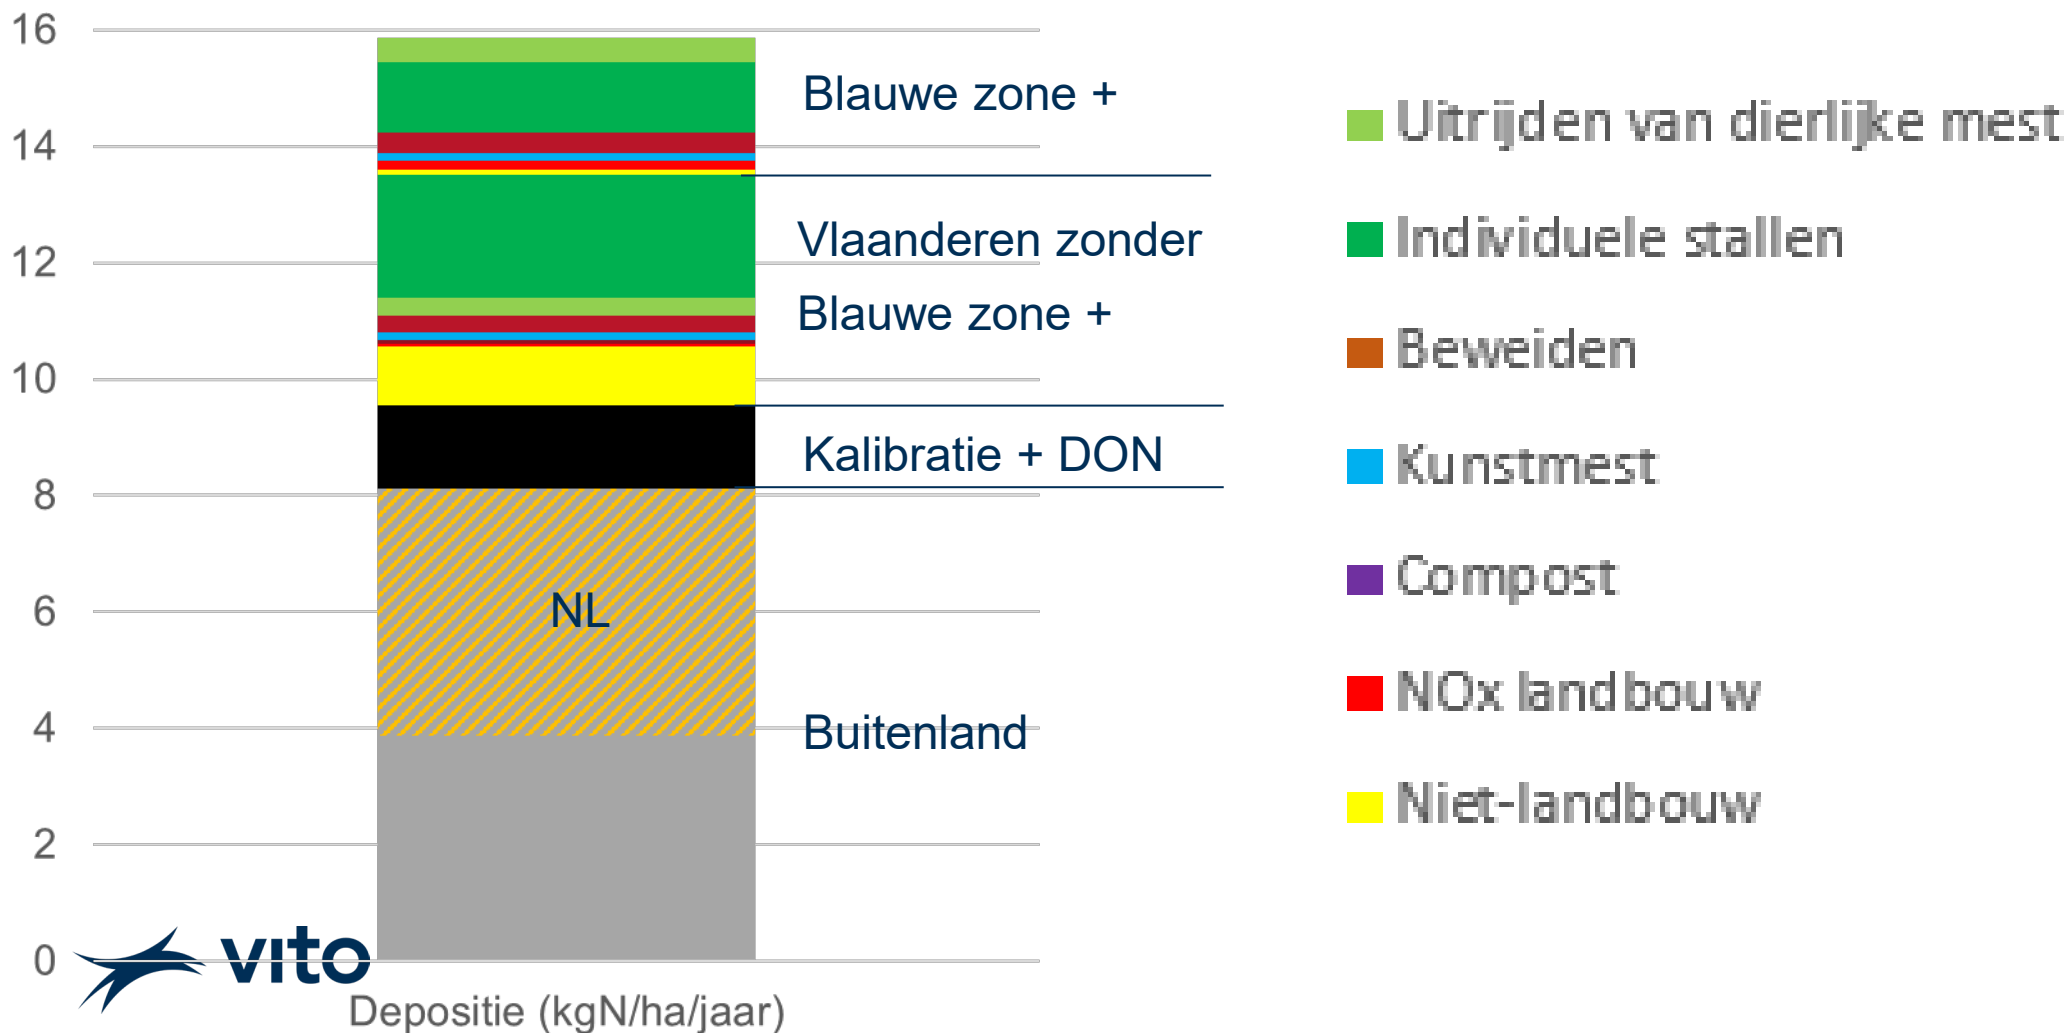 16
14
12
10
8
6
4
2
0
Blauwe zone +
Vlaanderen zonder
Blauwe zone +
Kalibratie + DON
NL
Buitenland
vito
Depositie (kgN/ha/jaar)
Uitrijden van dierlijke mest
Individuele stallen
Beweiden
Kunstmest
Compost
NOx landbouw
Niet-landbouw